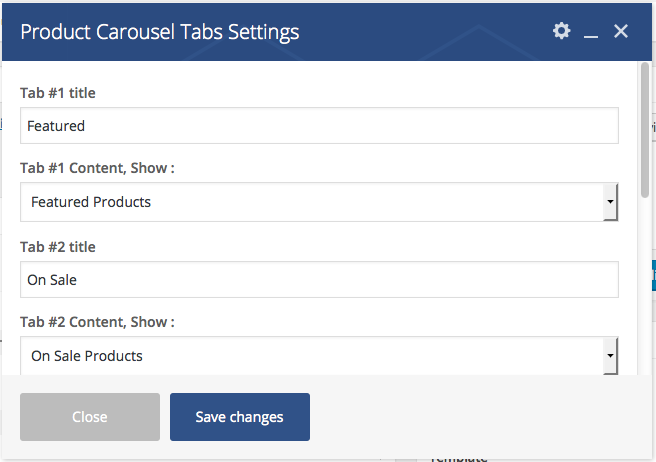 Product Carousel Tabs Settings
Tab #1 title
Featured
Tab #1 Content, Show :
Featured Products
Tab #2 title
On Sale
Tab #2 Content, Show :
On Sale Products
Close
Save changes
Template